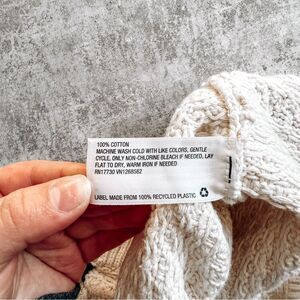 100% COTTON
MACHINE WASH COLD WITH LIKE COLORS, GENTLE
CYCLE, ONLY NON-CHLORINE BLEACH IF NEEDED, LAY
FLAT TO DRY, WARM IRON IF NEEDED
RN17730 VN1268582
LABEL MADE FROM 100% RECYCLED PLASTIC